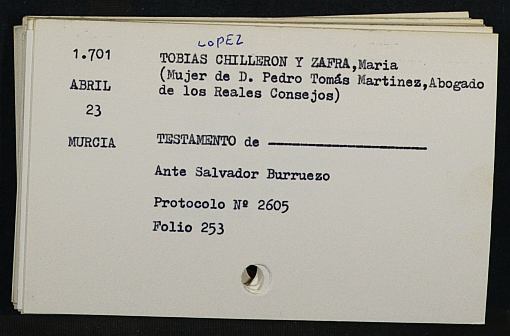 LOPEZ
1.701 TOBIAS CHILLERON Y ZAFRA,Maria
(Mujer de D. Pedro Tomás Martinez,Abogado
ABRIL de los Reales Consejos)
23
MURCIA TESTAMENTO de
Ante Salvador Burruezo
Protocolo Nº 2605
Folio 253